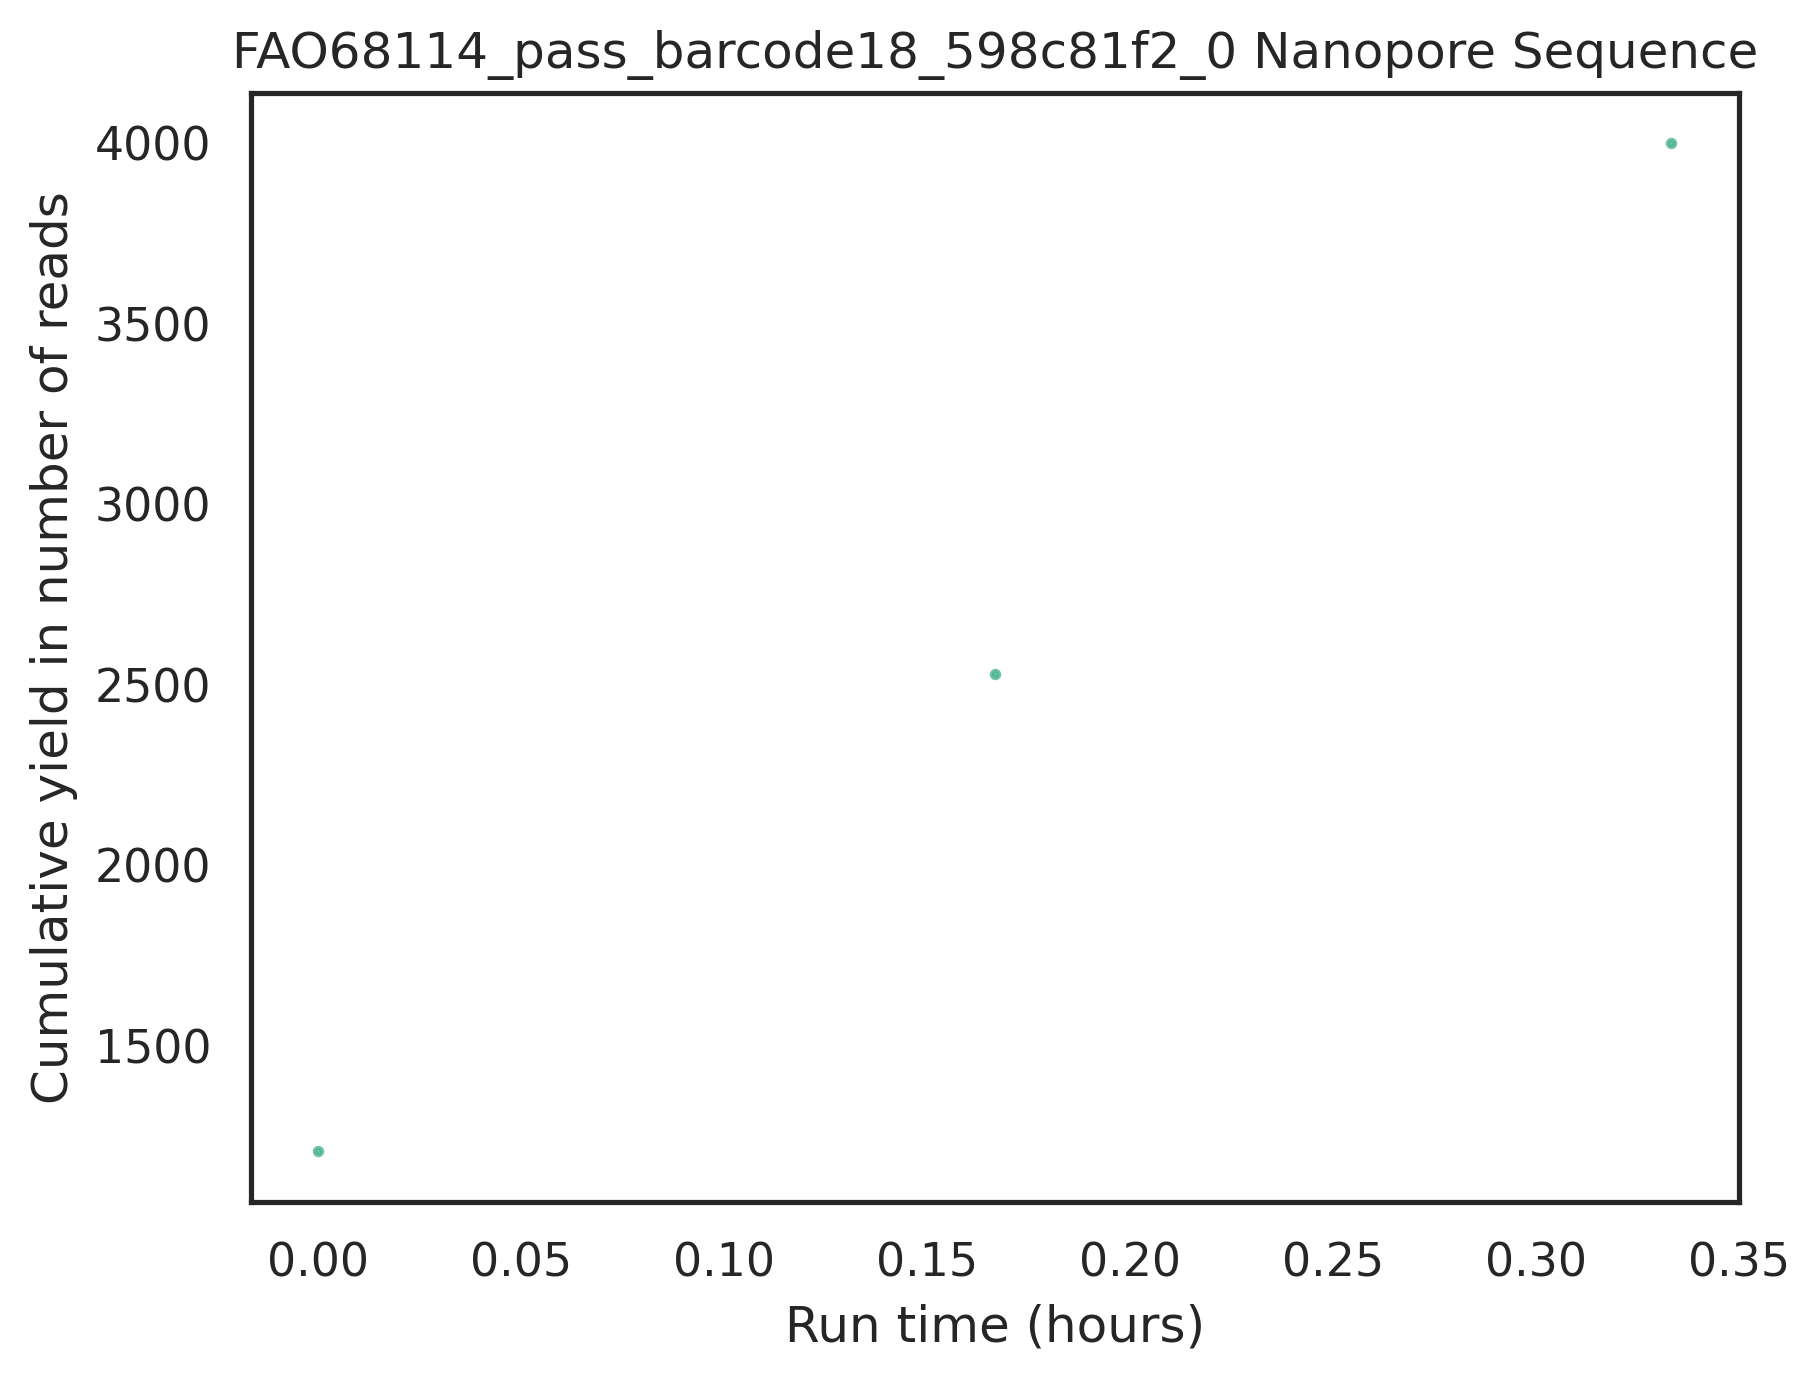 FAO68114_pass_barcode18_598c81f2_0 Nanopore Sequence
Cumulative yield in number of reads
4000
3500
3000
2500
2000
1500
0.00 0.05 0.10 0.15 0.20 0.25 0.30 0.35
Run time (hours)